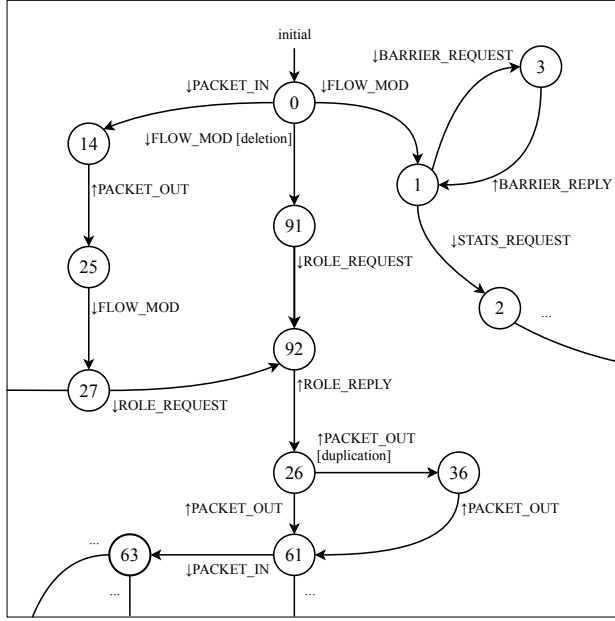 initial
↓BARRIER_REQUEST
3
↓PACKET_IN
↓FLOW_MOD
0
↓FLOW_MOD [deletion]
14
1
↑BARRIER_REPLY
↑PACKET_OUT
91
↓STATS_REQUEST
25
↓ROLE_REQUEST
2
...
↓FLOW_MOD
92
27
↓ROLE_REQUEST
↑ROLE_REPLY
↑PACKET_OUT
[duplication]
26
36
↑PACKET_OUT
↑PACKET_OUT
...
63
61
↓PACKET_IN
...
...